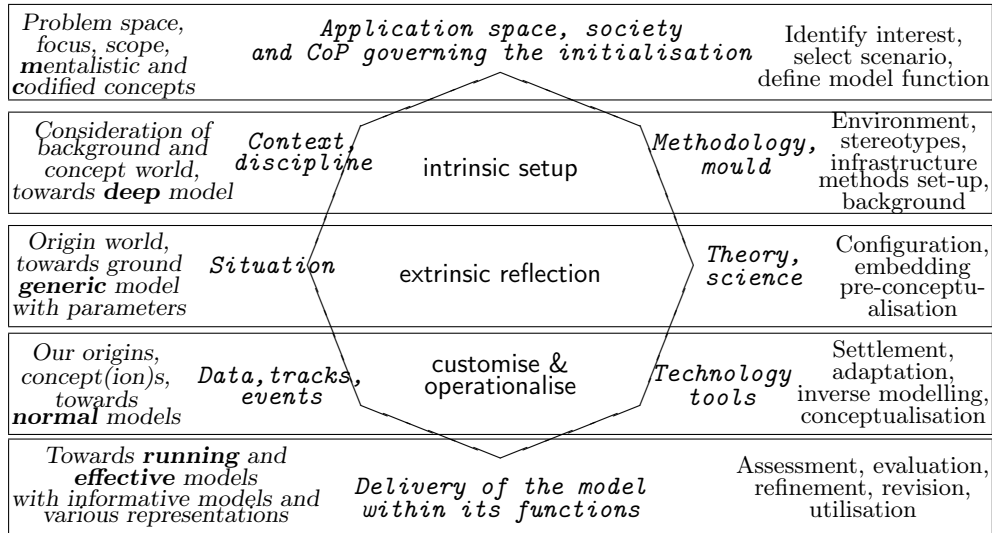 Problem space,
focus, scope,
mentalistic and
codified concepts
Application space, society
and CoP governing the initialisation
Identify interest,
select scenario,
define model function
Consideration of
background and
concept world,
towards deep model
Context,
discipline
intrinsic setup
Methodology,
mould
Environment,
stereotypes,
infrastructure
methods set-up,
background
Origin world,
towards ground
generic model
with parameters
Situation
extrinsic reflection
Theory,
science
Configuration,
embedding
pre-conceptu-
alisation
Our origins,
concept(ion)s,
towards
normal models
Data,tracks,
events
customise &
operationalise
Technology
tools
Settlement,
adaptation,
inverse modelling,
conceptualisation
Towards running and
effective models
with informative models and
various representations
Delivery of the model
within its functions
Assessment, evaluation,
refinement, revision,
utilisation